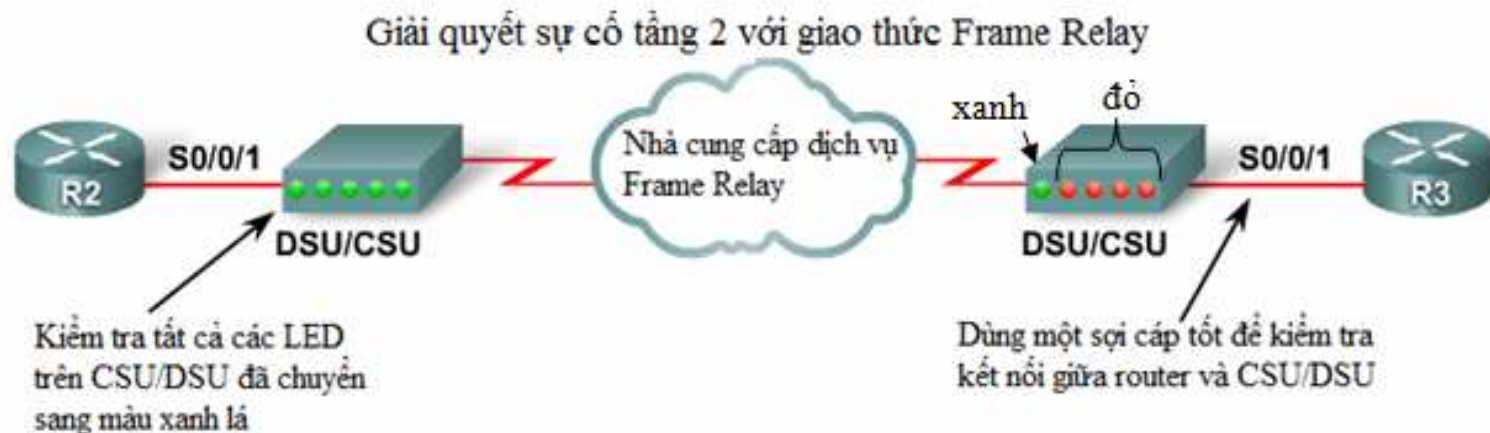 Giải quyết sự cố tầng 2 với giao thức Frame Relay
xanh
đỏ
R2
S0/0/1
DSU/CSU
Nhà cung cấp dịch vụ
Frame Relay
DSU/CSU
S0/0/1
R3
Kiểm tra tất cả các LED
trên CSU/DSU đã chuyển
sang màu xanh lá
Dùng một sợi cáp tốt để kiểm tra
kết nối giữa router và CSU/DSU